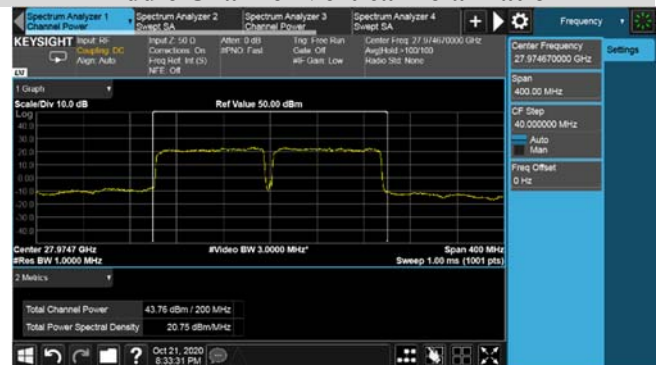 Spectrum Analyzer 1
Channel Power
Spectrum Analyzer 2
Swept SA
Spectrum Analyzer 3
Channel Power
Spectrum Analyzer 4
Swept SA
Frequency
KEYSIGHT
Input: RF
Coupling: DC
Align: Auto
Input Z: 50 Ω
Corrections: On
Freq Ref: Int (S)
NFE: Off
Atten: 0 dB
#PNO: Fast
Trig: Free Run
Gate: Off
#IF Gain: Low
Center Freq: 27.974670000 GHz
Avg|Hold:>100/100
Radio Std: None
Center Frequency
27.974670000 GHz
Settings
Span
400.00 MHz
CF Step
40.000000 MHz
Auto
Man
Freq Offset
0 Hz
1 Graph
Scale/Div 10.0 dB
Ref Value 50.00 dBm
Log
40.0
30.0
20.0
10.0
0.00
-10.0
-20.0
-30.0
-40.0
Center 27.9747 GHz
#Video BW 3.0000 MHz*
Span 400 MHz
#Res BW 1.0000 MHz
Sweep 1.00 ms (1001 pts)
2 Metrics
Total Channel Power
43.76 dBm / 200 MHz
Total Power Spectral Density
20.75 dBm/MHz
Oct 21, 2020
8:33:31 PM